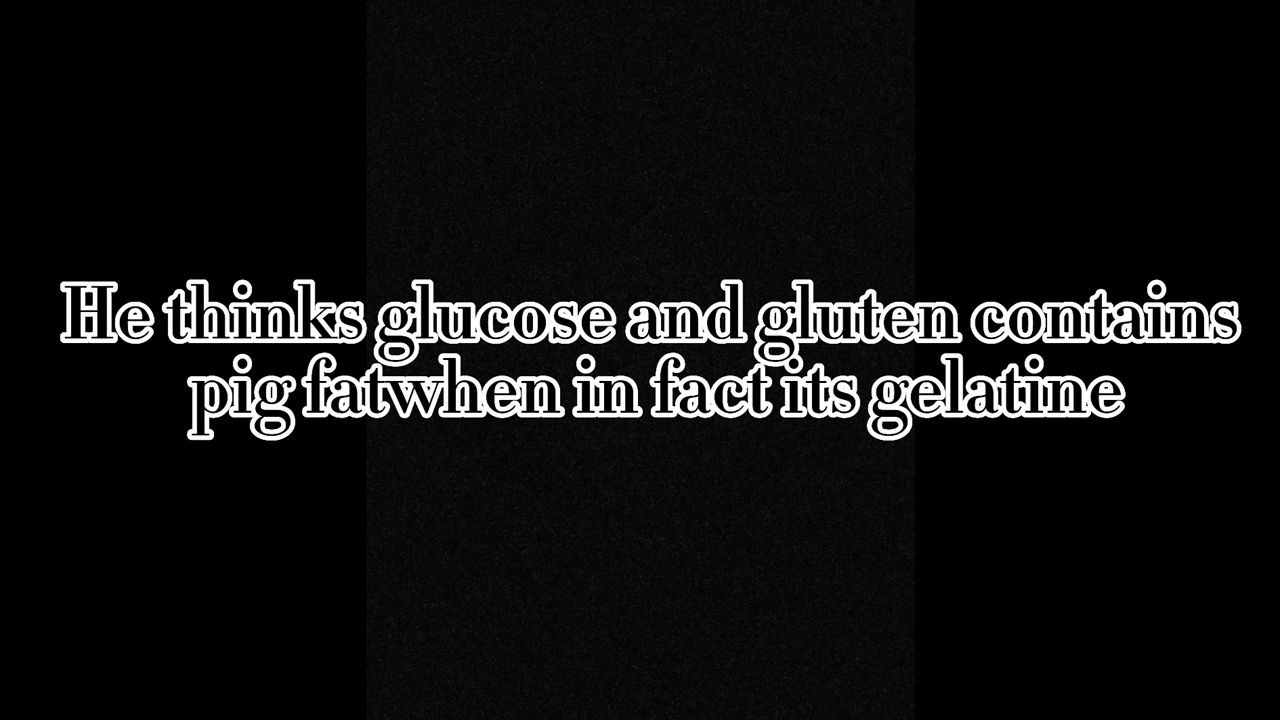 He thinks glucose and gluten contains
pig fatwhen in fact its gelatine